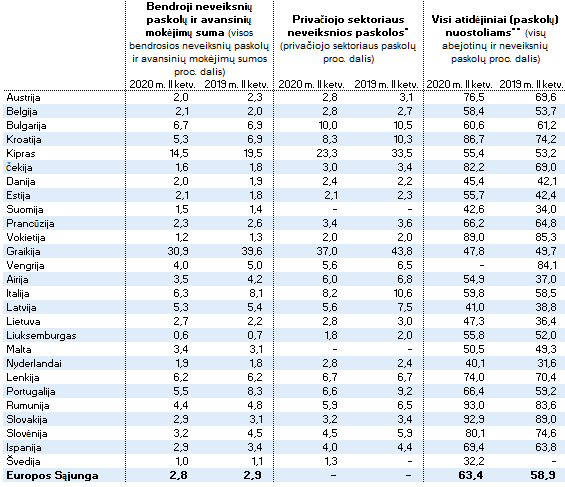 Bendroji neveiksnių paskolų ir avansinių mokėjimų suma (visos bendrosios neveiksnių paskolų ir avansinių mokėjimų sumos proc. dalis) Privačiojo sektoriaus neveiksnios paskolos* (privačiojo sektoriaus paskolų proc. dalis) Visi atidėjiniai (paskolų) nuostoliams** (visų abejotinų ir neveiksnių paskolų proc. dalis)
2020 m. II ketv. 2019 m. II ketv. 2020 m. II ketv. 2019 m. II ketv. 2020 m. II ketv. 2019 m. II ketv.
Austrija 2,0 2,3 2,8 3,1 76,5 69,6
Belgija 2,1 2,0 2,8 2,7 58,4 53,7
Bulgarija 6,7 6,9 10,0 10,5 60,6 61,2
Kroatija 5,3 6,9 8,3 10,3 86,7 74,2
Kipras 14,5 19,5 23,3 33,5 55,4 53,2
Čekija 1,6 1,8 3,0 3,4 82,2 69,0
Danija 2,0 1,9 2,4 2,2 45,4 42,1
Estija 2,1 1,8 2,1 2,3 55,7 42,4
Suomija 1,5 1,4 – – 42,6 34,0
Prancūzija 2,3 2,6 3,4 3,6 66,2 64,8
Vokietija 1,2 1,3 2,0 2,0 89,0 85,3
Graikija 30,9 39,6 37,0 43,8 47,8 49,7
Vengrija 4,0 5,0 5,6 6,5 – 84,1
Airija 3,5 4,2 6,0 6,8 54,9 37,0
Italija 6,3 8,1 8,2 10,6 59,8 58,5
Latvija 5,3 5,4 5,6 7,5 41,0 38,8
Lietuva 2,7 2,2 2,8 3,0 47,3 36,4
Liuksemburgas 0,6 0,7 1,8 2,0 55,8 52,0
Malta 3,4 3,1 – – 50,5 49,3
Nyderlandai 1,9 1,8 2,8 2,4 40,1 31,6
Lenkija 6,2 6,2 6,7 6,7 74,0 70,4
Portugalija 5,5 8,3 6,6 9,2 66,4 59,2
Rumunija 4,4 4,8 5,9 6,5 93,0 83,6
Slovakija 2,9 3,1 3,2 3,4 92,9 89,0
Slovėnija 3,2 4,5 4,5 5,9 80,1 74,6
Ispanija 2,9 3,4 4,0 4,4 69,4 63,8
Švedija 1,0 1,1 1,3 – 32,2 –
Europos Sąjunga 2,8 2,9 – – 63,4 58,9